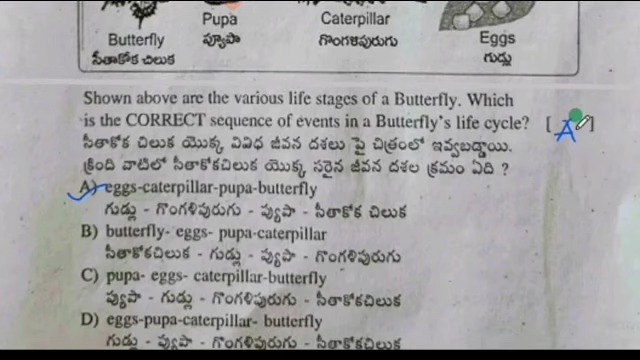 Pupa
Caterpillar
Butterfly
ప్యూపా
గొంగళిపురుగు
Eggs
సీతాకోక చిలుక
గుడ్లు
Shown above are the various life stages of a Butterfly. Which
is the CORRECT sequence of events in a Butterfly's life cycle? [ A ]
సీతాకోక చిలుక యొక్క వివిధ జీవన దశలు పై చిత్రంలో ఇవ్వబడ్డాయి.
క్రింది వాటిలో సీతాకోకచిలుక యొక్క సరైన జీవన దశల క్రమం ఏది ?
A) eggs-caterpillar-pupa-butterfly
గుడ్లు - గొంగళిపురుగు - ప్యుపా - సీతాకోక చిలుక
B) butterfly- eggs- pupa-caterpillar
సీతాకోకచిలుక - గుడ్లు - ప్యుపా - గొంగళిపురుగు
C) pupa- eggs- caterpillar-butterfly
ప్యుపా - గుడ్లు - గొంగళిపురుగు - సీతాకోకచిలుక
D) eggs-pupa-caterpillar- butterfly
గుడ్లు - ప్యుపా - గొంగళిపురుగు - సీతాకోకచిలుక